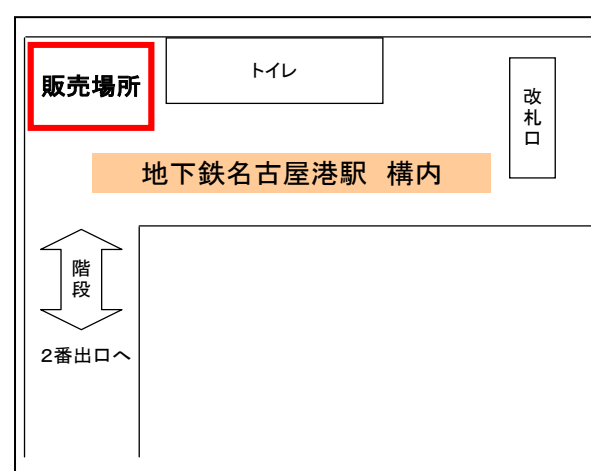 販売場所
トイレ
改札口
地下鉄名古屋港駅 構内
階段
2番出口へ